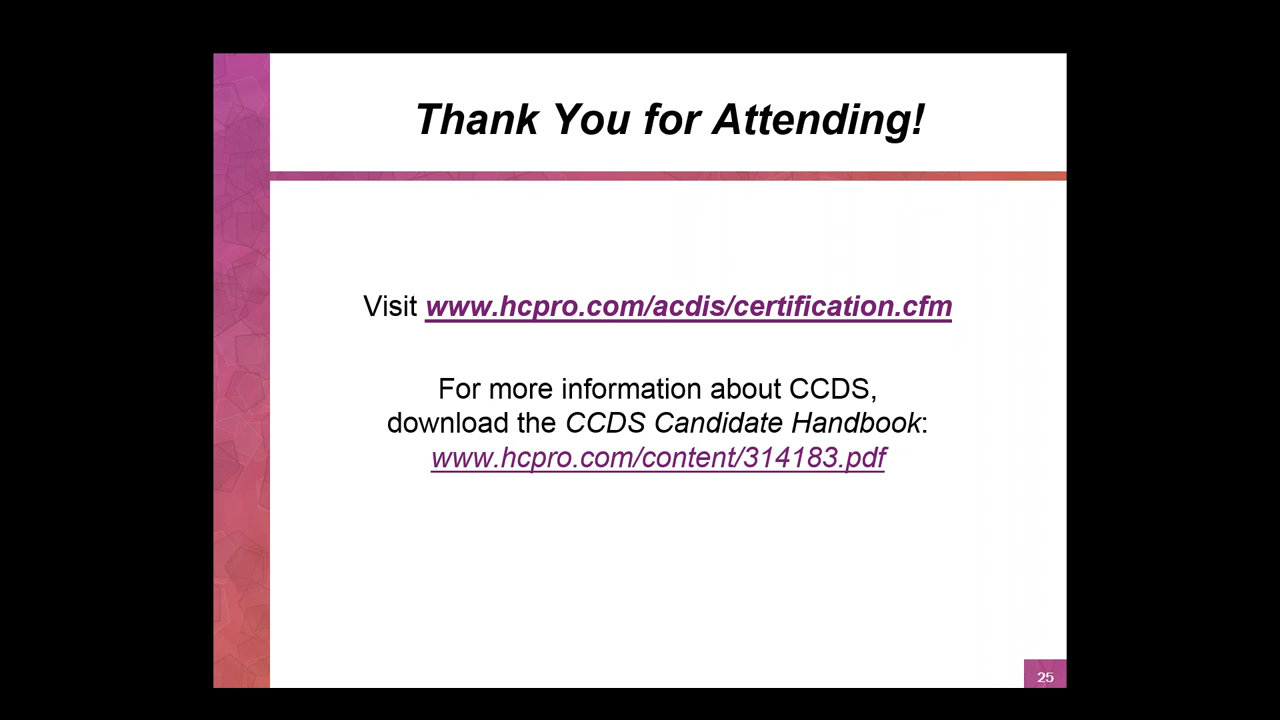 Thank You for Attending!
Visit www.hcpro.com/acdis/certification.cfm
For more information about CCDS,
download the CCDS Candidate Handbook:
www.hcpro.com/content/314183.pdf
25